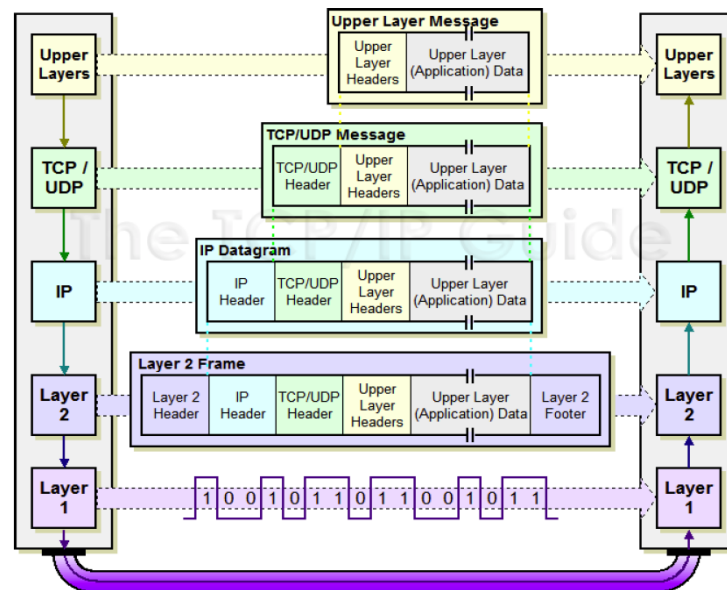 Upper Layer Message
Upper
Layers
Upper
Layer
Headers
Upper Layer
(Application) Data
Upper
Layers
TCP/UDP Message
TCP /
UDP
TCP/UDP
Header
Upper
Layer
Headers
Upper Layer
(Application) Data
TCP /
UDP
The TCP/IP Guide
IP Datagram
IP
IP
Header
TCP/UDP
Header
Upper
Layer
Headers
Upper Layer
(Application) Data
IP
Layer 2 Frame
Layer
2
Layer 2
Header
IP
Header
TCP/UDP
Header
Upper
Layer
Headers
Upper Layer
(Application) Data
Layer 2
Footer
Layer
2
Layer
1
1 0 0 1 0 1 1 0 1 1 0 0 1 0 1 1
Layer
1